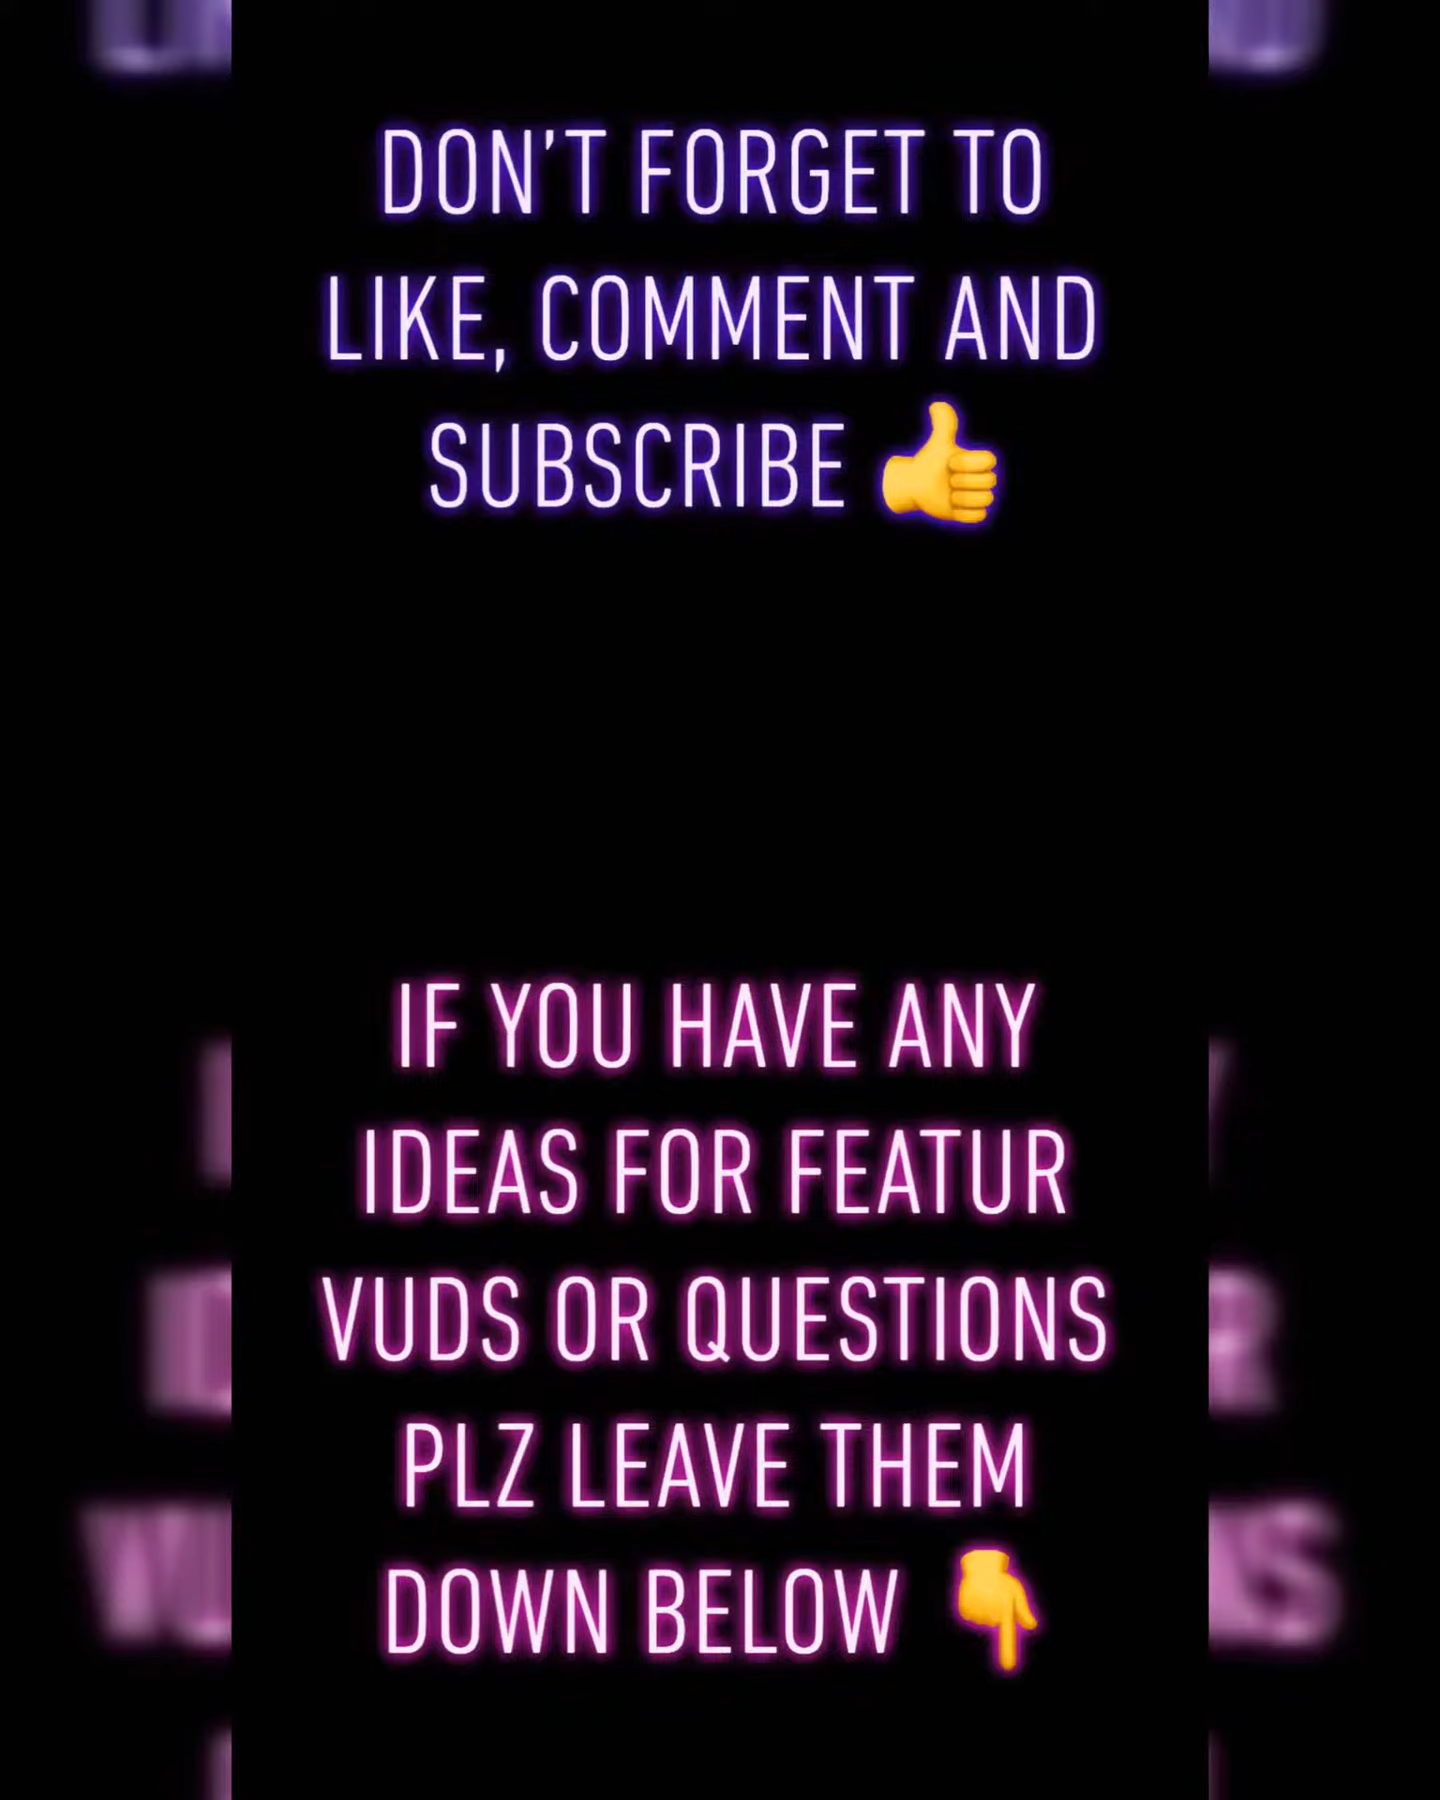 DON'T FORGET TO
LIKE, COMMENT AND
SUBSCRIBE 👍
IF YOU HAVE ANY
IDEAS FOR FEATUR
VUDS OR QUESTIONS
PLZ LEAVE THEM
DOWN BELOW 👇